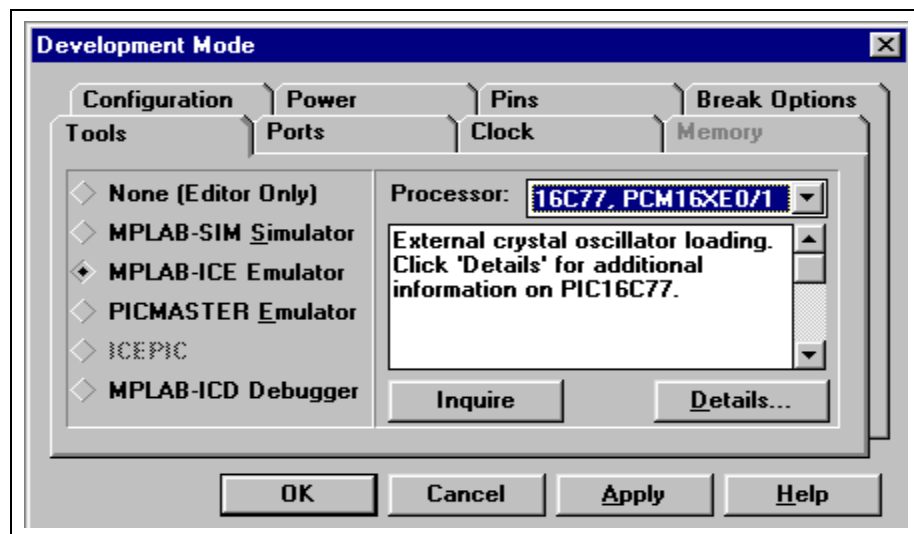 Development Mode
Configuration Power Pins Break Options
Tools Ports Clock Memory
None (Editor Only)
MPLAB-SIM Simulator
MPLAB-ICE Emulator
PICMASTER Emulator
ICEPIC
MPLAB-ICD Debugger
Processor: 16C77, PCM16XE0/1
External crystal oscillator loading.
Click 'Details' for additional
information on PIC16C77.
Inquire Details...
OK Cancel Apply Help